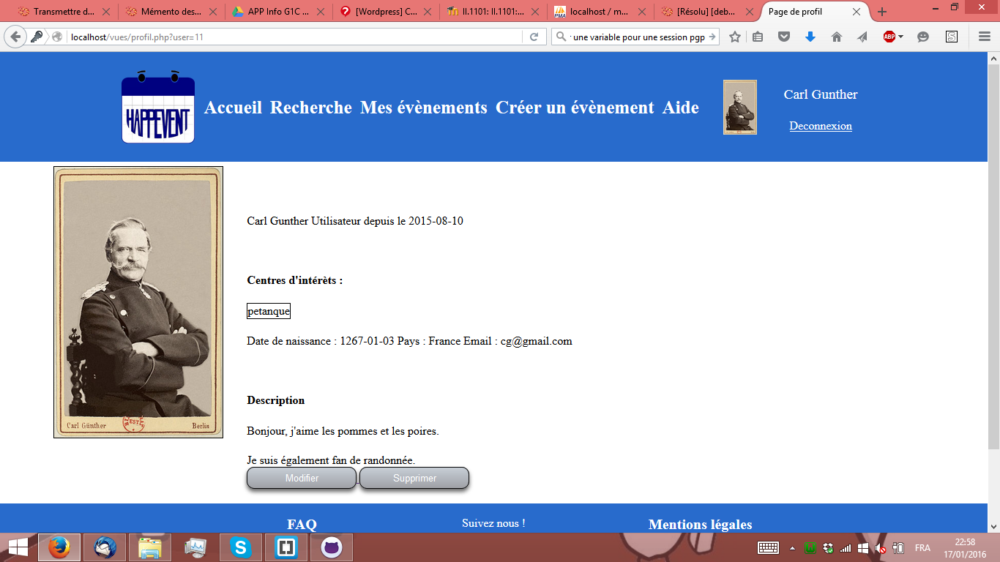 Transmettre d...
Mémento des...
APP Info G1C ...
[Wordpress] C...
II.1101: II.1101:...
localhost / m...
[Résolu] [deb...
Page de profil
localhost/vues/profil.php?user=11
une variable pour une session pgp
ABP
S
HAPPEVENT
Accueil Recherche Mes évènements Créer un évènement Aide
Carl Gunther
Deconnexion
Carl Gunther Utilisateur depuis le 2015-08-10
Centres d'intérèts :
petanque
Date de naissance : 1267-01-03 Pays : France Email : cg@gmail.com
Description
Bonjour, j'aime les pommes et les poires.
Je suis également fan de randonnée.
Modifier Supprimer
Carl Günther Berlin
FAQ Suivez nous ! Mentions légales
FRA
22:58
17/01/2016